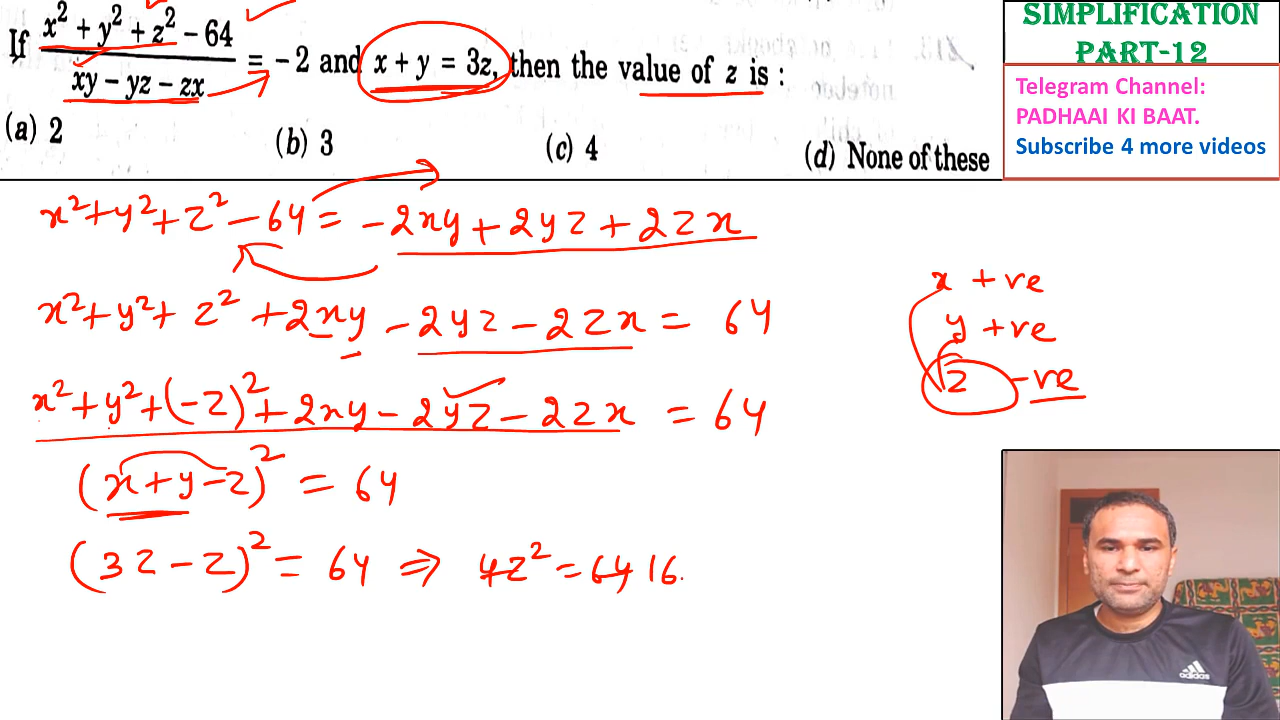 If x² + y² + z² - 64 / xy - yz - zx = -2 and x + y = 3z, then the value of z is :
(a) 2 (b) 3 (c) 4 (d) None of these
SIMPLIFICATION
PART-12
Telegram Channel:
PADHAAI KI BAAT.
Subscribe 4 more videos
x²+y²+z²-64 = -2xy+2yz+2zx
x²+y²+z²+2xy-2yz-2zx = 64
x²+y²+(-z)²+2xy-2yz-2zx = 64
(x+y-z)² = 64
(3z-z)² = 64 ⇒ 4z² = 64 16.
x +ve
y +ve
z -ve
adidas